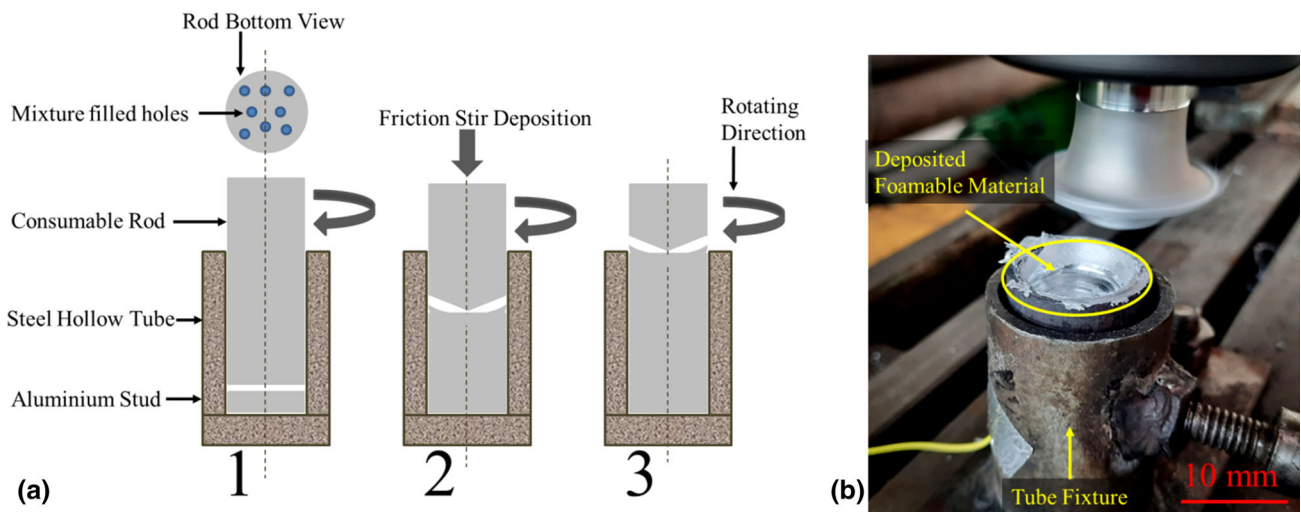 Rod Bottom View
Mixture filled holes
Consumable Rod
Steel Hollow Tube
Aluminium Stud
Friction Stir Deposition
Rotating
Direction
1
2
3
(a)
Deposited
Foamable Material
Tube Fixture
10 mm
(b)